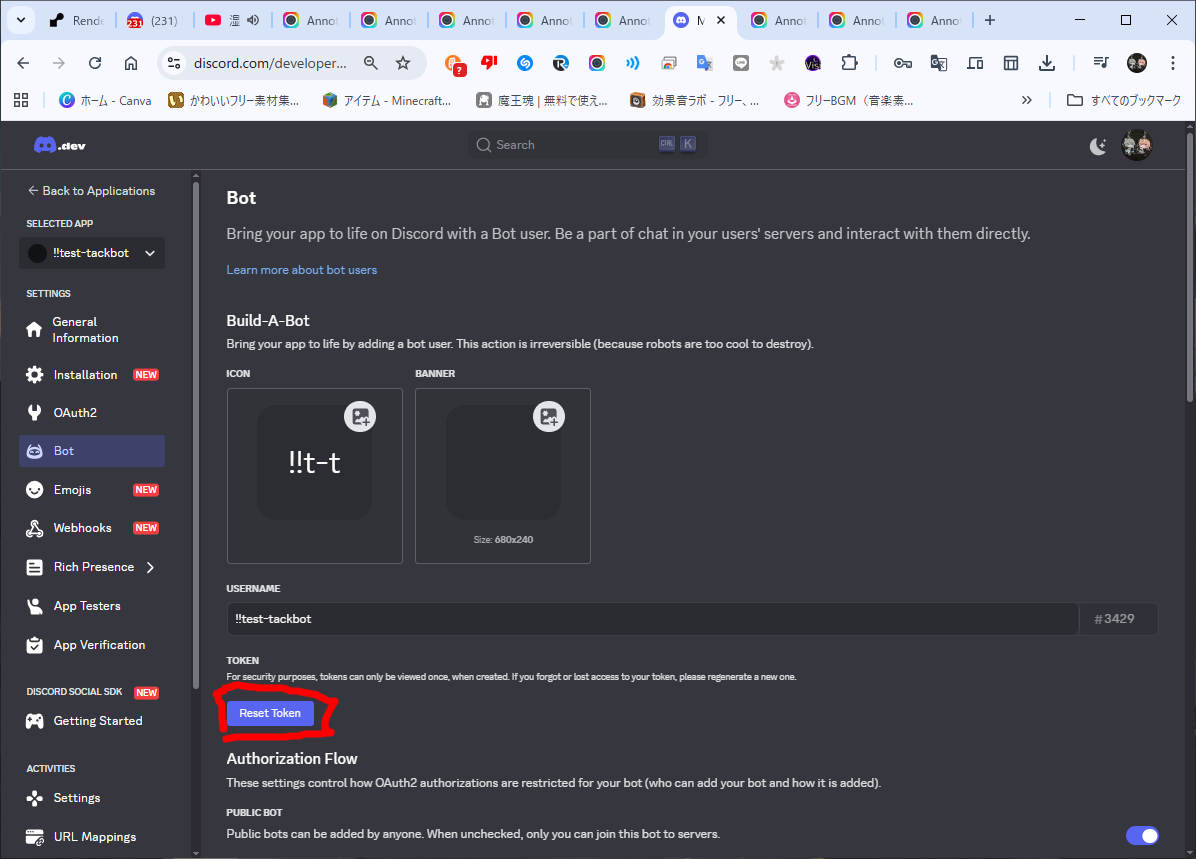 Rende
231
(231)
湿
Annot
Annot
Annot
Annot
Annot
M
Annot
Annot
Anno
discord.com/developer...
ホーム - Canva
かわいいフリー素材集...
アイテム - Minecraft...
魔王魂 | 無料で使え...
効果音ラボ - フリー、...
フリーBGM（音楽素...
すべてのブックマーク
.dev
Search
CTRL K
Back to Applications
SELECTED APP
!!test-tackbot
SETTINGS
General
Information
Installation NEW
OAuth2
Bot
Emojis NEW
Webhooks NEW
Rich Presence
App Testers
App Verification
DISCORD SOCIAL SDK NEW
Getting Started
ACTIVITIES
Settings
URL Mappings
Bot
Bring your app to life on Discord with a Bot user. Be a part of chat in your users' servers and interact with them directly.
Learn more about bot users
Build-A-Bot
Bring your app to life by adding a bot user. This action is irreversible (because robots are too cool to destroy).
ICON
BANNER
!!t-t
Size: 680x240
USERNAME
!!test-tackbot
#3429
TOKEN
For security purposes, tokens can only be viewed once, when created. If you forgot or lost access to your token, please regenerate a new one.
Reset Token
Authorization Flow
These settings control how OAuth2 authorizations are restricted for your bot (who can add your bot and how it is added).
PUBLIC BOT
Public bots can be added by anyone. When unchecked, only you can join this bot to servers.